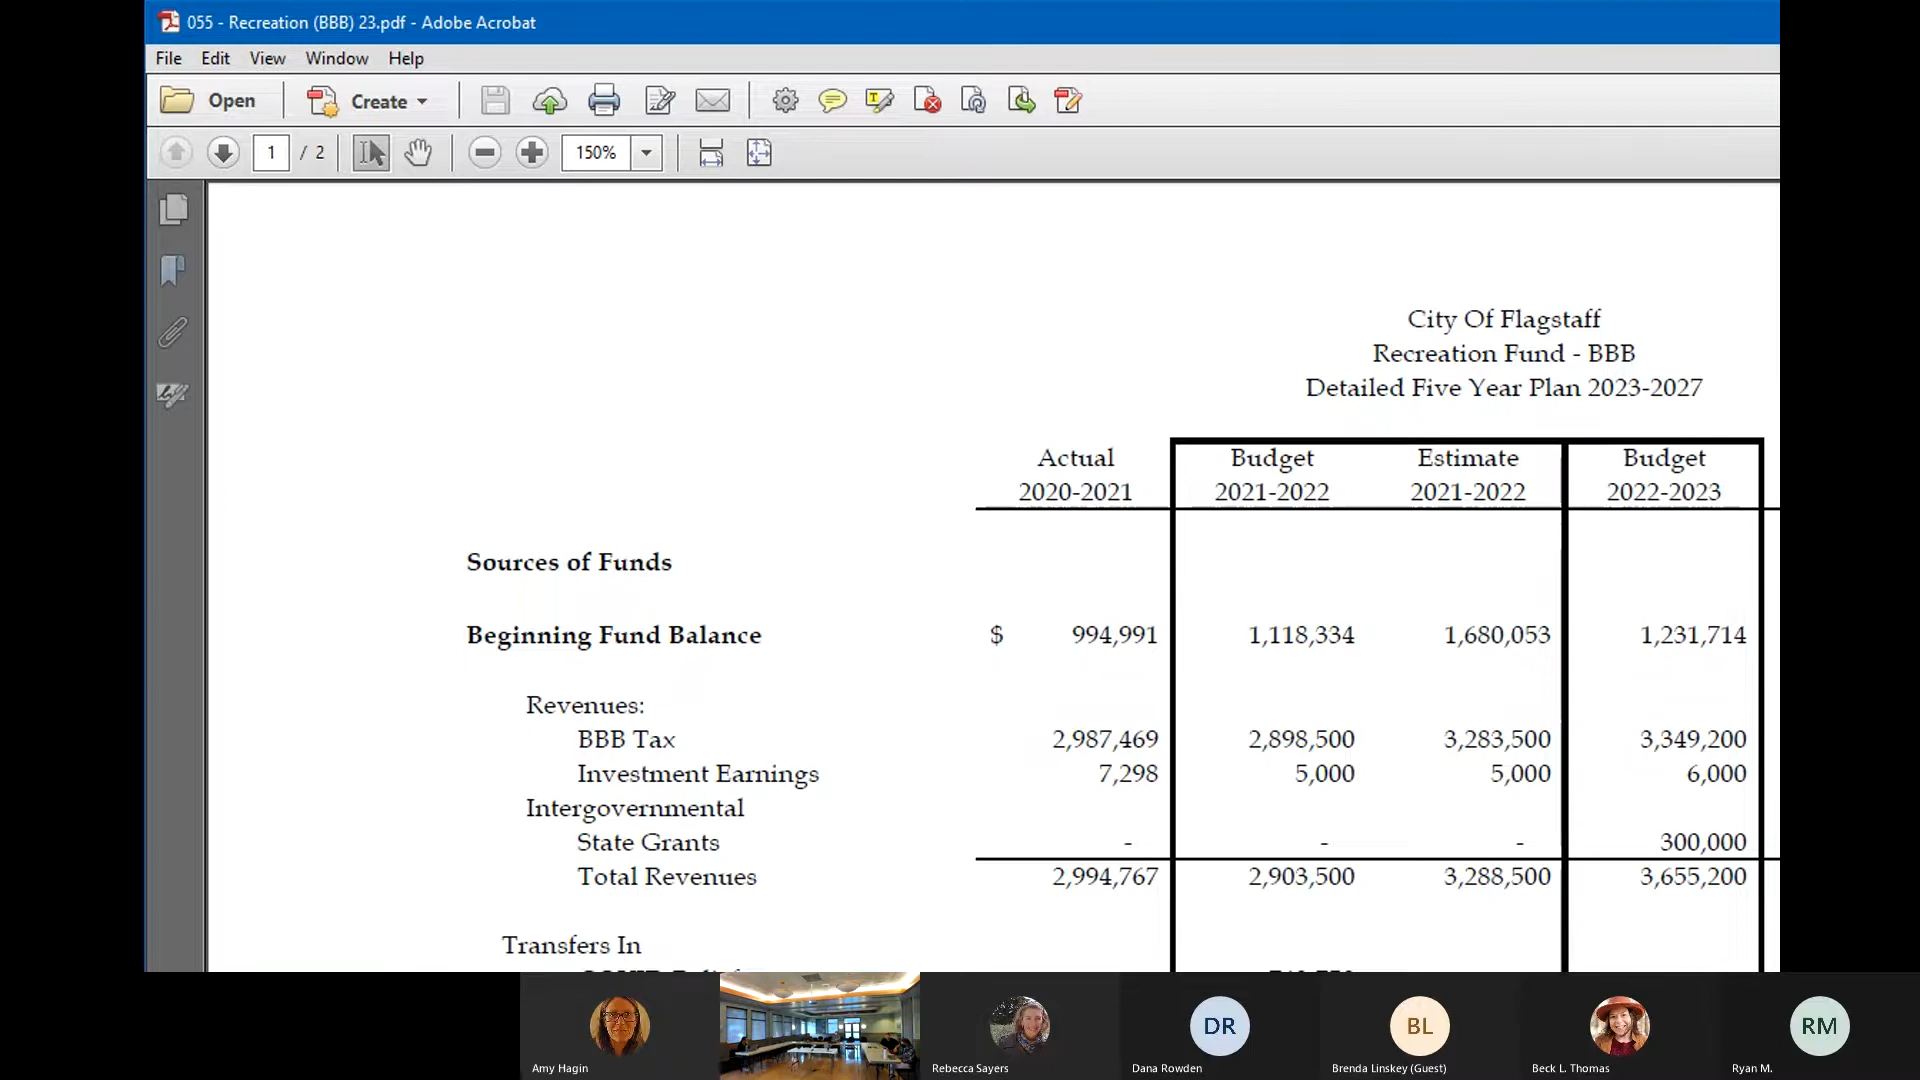 055 - Recreation (BBB) 23.pdf - Adobe Acrobat
File Edit View Window Help
Open Create
1 / 2 150%
City Of Flagstaff
Recreation Fund - BBB
Detailed Five Year Plan 2023-2027
Actual Budget Estimate Budget
2020-2021 2021-2022 2021-2022 2022-2023
Sources of Funds
Beginning Fund Balance $ 994,991 1,118,334 1,680,053 1,231,714
Revenues:
BBB Tax 2,987,469 2,898,500 3,283,500 3,349,200
Investment Earnings 7,298 5,000 5,000 6,000
Intergovernmental
State Grants - - - 300,000
Total Revenues 2,994,767 2,903,500 3,288,500 3,655,200
Transfers In
DR BL RM
Amy Hagin Rebecca Sayers Dana Rowden Brenda Linskey (Guest) Beck L. Thomas Ryan M.